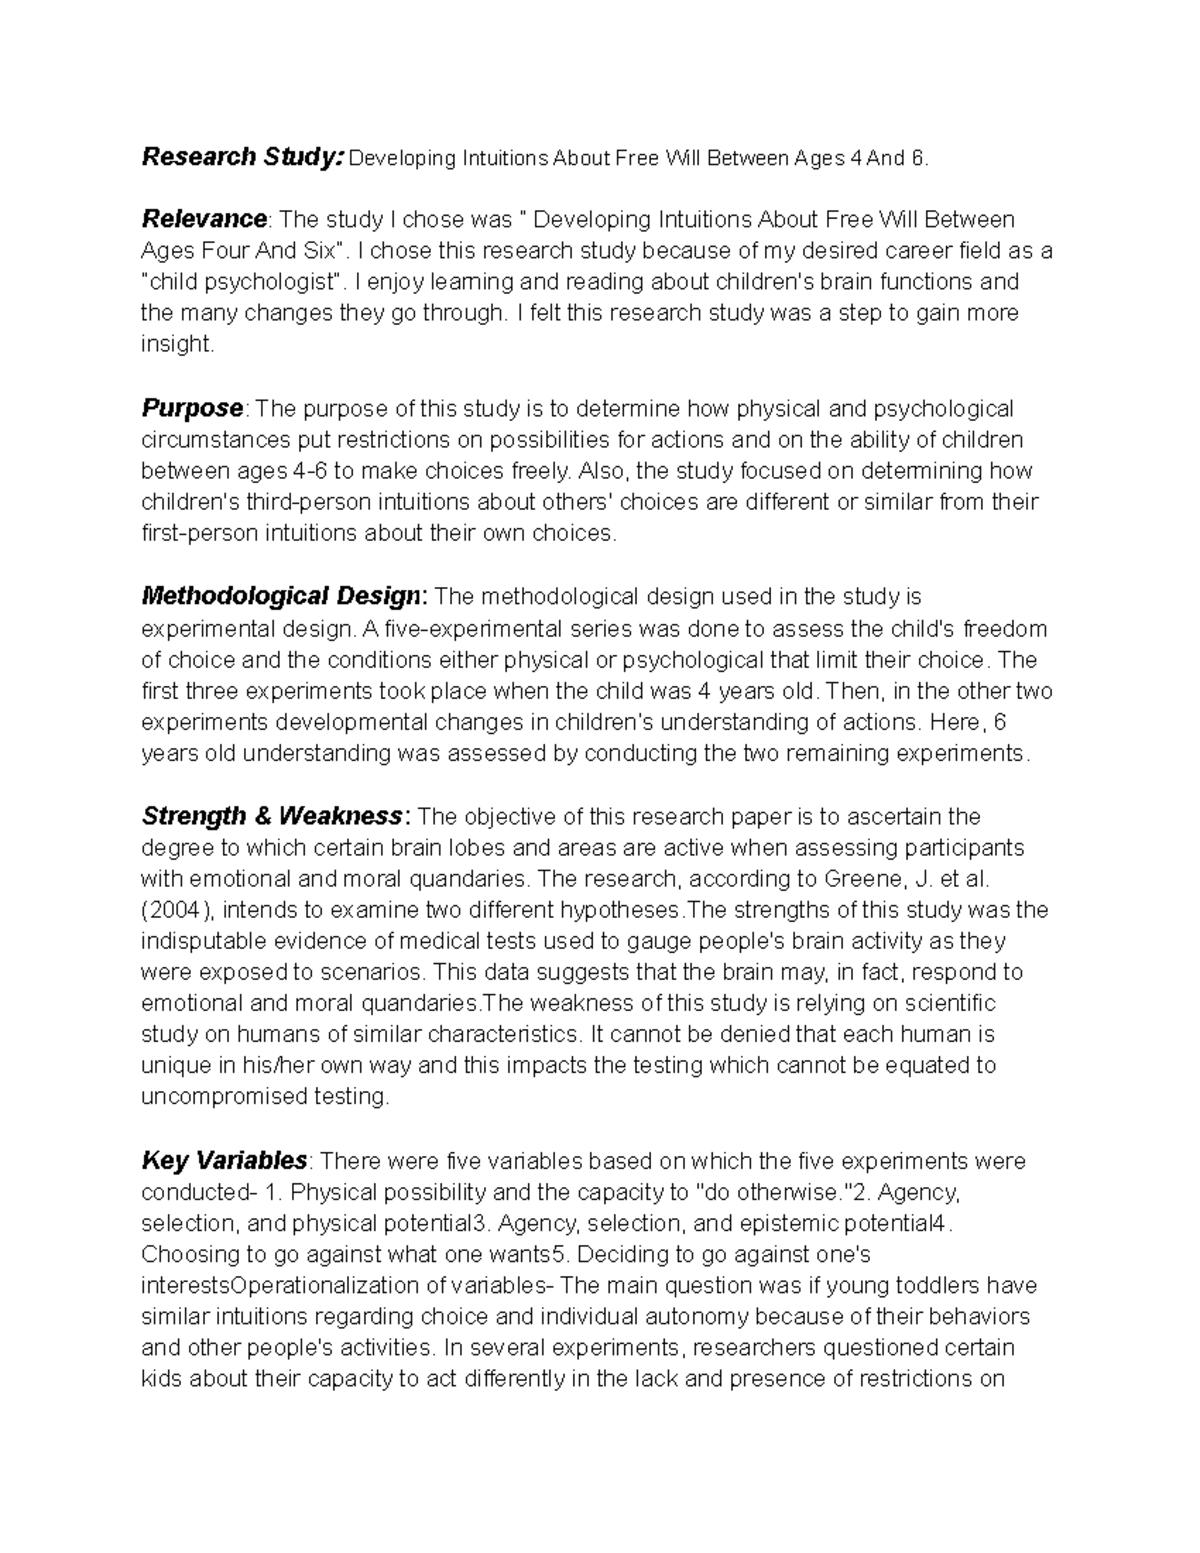 Research Study: Developing Intuitions About Free Will Between Ages 4 And 6.
Relevance: The study I chose was " Developing Intuitions About Free Will Between
Ages Four And Six". I chose this research study because of my desired career field as a
"child psychologist". I enjoy learning and reading about children's brain functions and
the many changes they go through. I felt this research study was a step to gain more
insight.
Purpose: The purpose of this study is to determine how physical and psychological
circumstances put restrictions on possibilities for actions and on the ability of children
between ages 4-6 to make choices freely. Also, the study focused on determining how
children's third-person intuitions about others' choices are different or similar from their
first-person intuitions about their own choices.
Methodological Design: The methodological design used in the study is
experimental design. A five-experimental series was done to assess the child's freedom
of choice and the conditions either physical or psychological that limit their choice. The
first three experiments took place when the child was 4 years old. Then, in the other two
experiments developmental changes in children's understanding of actions. Here, 6
years old understanding was assessed by conducting the two remaining experiments.
Strength & Weakness: The objective of this research paper is to ascertain the
degree to which certain brain lobes and areas are active when assessing participants
with emotional and moral quandaries. The research, according to Greene, J. et al.
(2004), intends to examine two different hypotheses.The strengths of this study was the
indisputable evidence of medical tests used to gauge people's brain activity as they
were exposed to scenarios. This data suggests that the brain may, in fact, respond to
emotional and moral quandaries.The weakness of this study is relying on scientific
study on humans of similar characteristics. It cannot be denied that each human is
unique in his/her own way and this impacts the testing which cannot be equated to
uncompromised testing.
Key Variables: There were five variables based on which the five experiments were
conducted- 1. Physical possibility and the capacity to "do otherwise."2. Agency,
selection, and physical potential3. Agency, selection, and epistemic potential4.
Choosing to go against what one wants5. Deciding to go against one's
interestsOperationalization of variables- The main question was if young toddlers have
similar intuitions regarding choice and individual autonomy because of their behaviors
and other people's activities. In several experiments, researchers questioned certain
kids about their capacity to act differently in the lack and presence of restrictions on